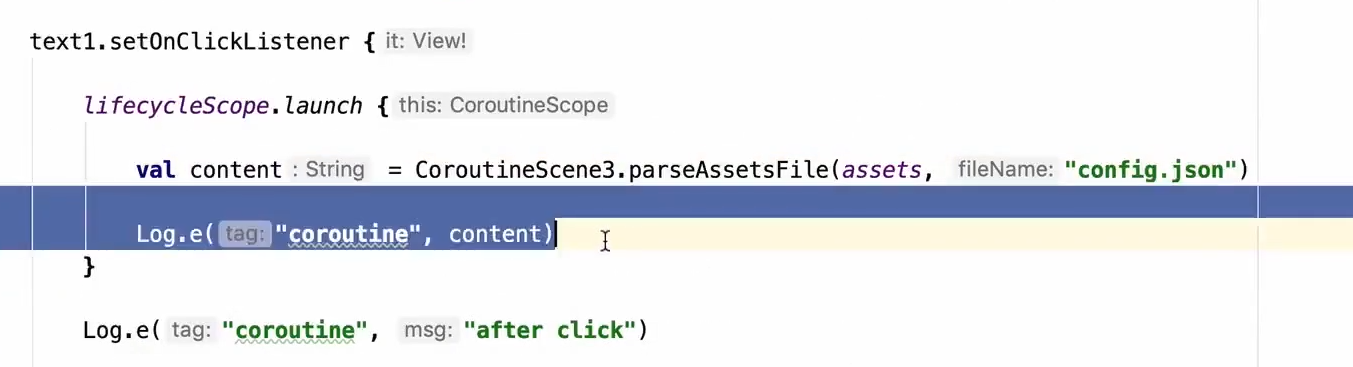 text1.setOnClickListener { it: View!
lifecycleScope.launch { this: CoroutineScope
val content : String = CoroutineScene3.parseAssetsFile(assets, fileName: "config.json")
Log.e( tag: "coroutine", content)
}
Log.e( tag: "coroutine", msg: "after click")